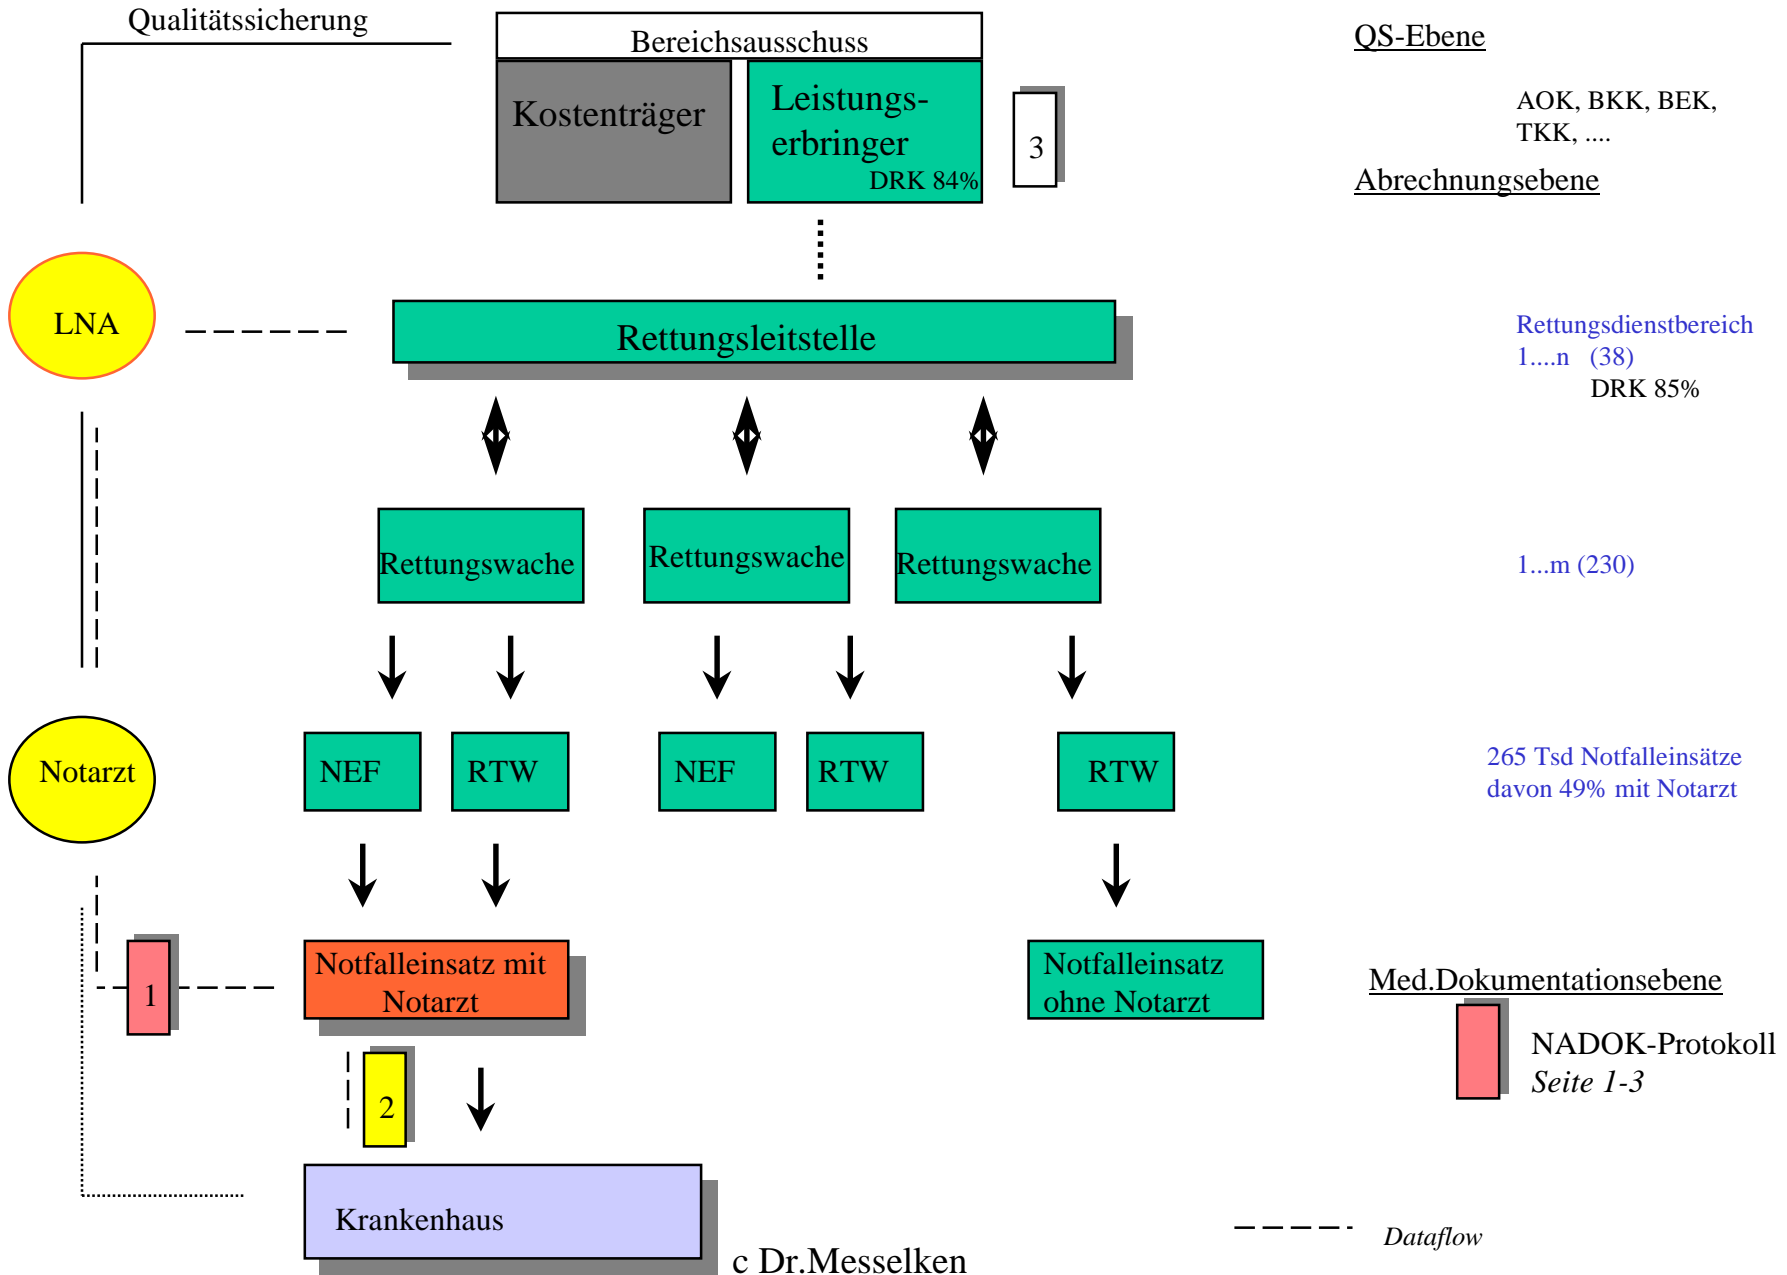 Qualitätssicherung
Bereichsausschuss
QS-Ebene
Kostenträger
Leistungs-
erbringer
DRK 84%
3
AOK, BKK, BEK,
TKK, ....
Abrechnungsebene
LNA
Rettungsleitstelle
Rettungsdienstbereich
1....n (38)
DRK 85%
Rettungswache
Rettungswache
Rettungswache
1...m (230)
Notarzt
NEF
RTW
NEF
RTW
RTW
265 Tsd Notfalleinsätze
davon 49% mit Notarzt
1
Notfalleinsatz mit
Notarzt
Notfalleinsatz
ohne Notarzt
Med.Dokumentationsebene
NADOK-Protokoll
Seite 1-3
2
Krankenhaus
c Dr.Messelken
Dataflow